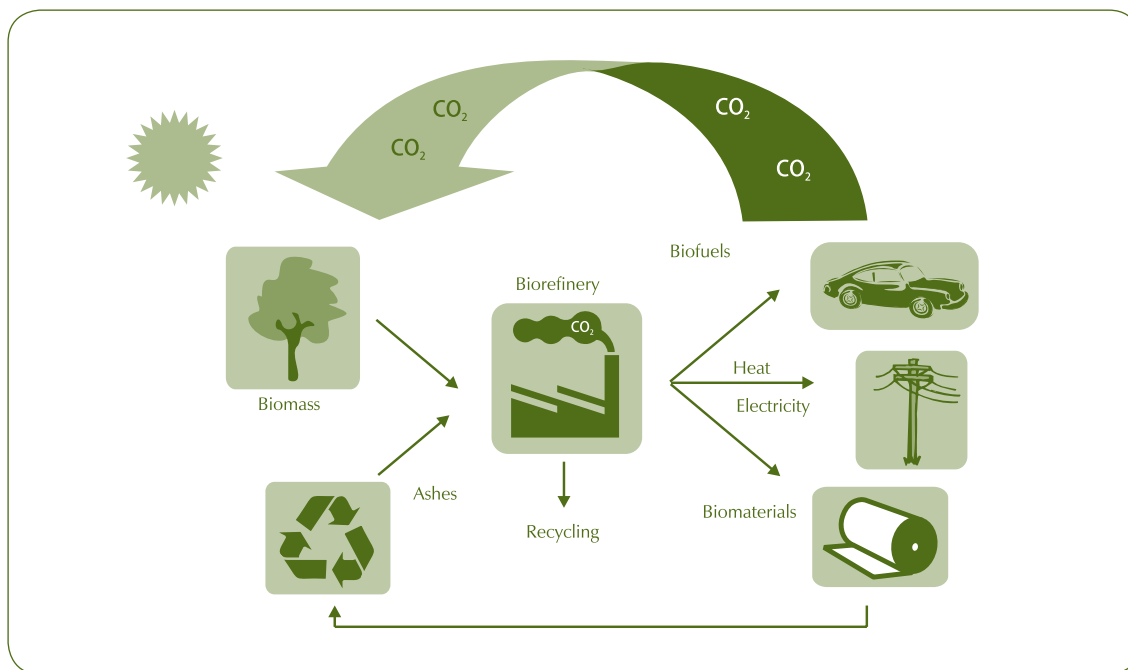 CO₂
CO₂
CO₂
CO₂
Biofuels
Biorefinery
CO₂
Heat
Electricity
Biomass
Ashes
Biomaterials
Recycling